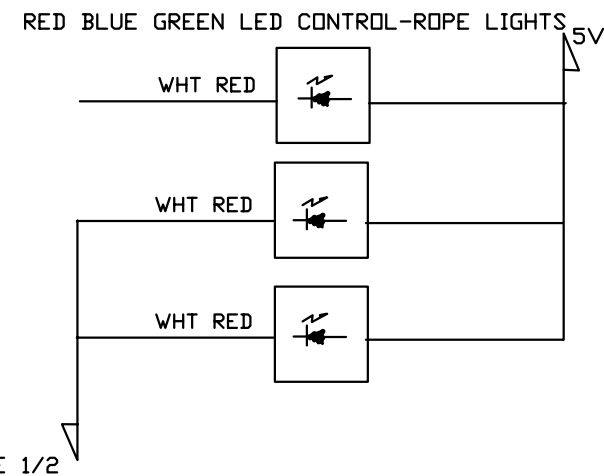 RED BLUE GREEN LED CONTROL-ROPE LIGHTS
5V
WHT RED
WHT RED
WHT RED
E 1/2